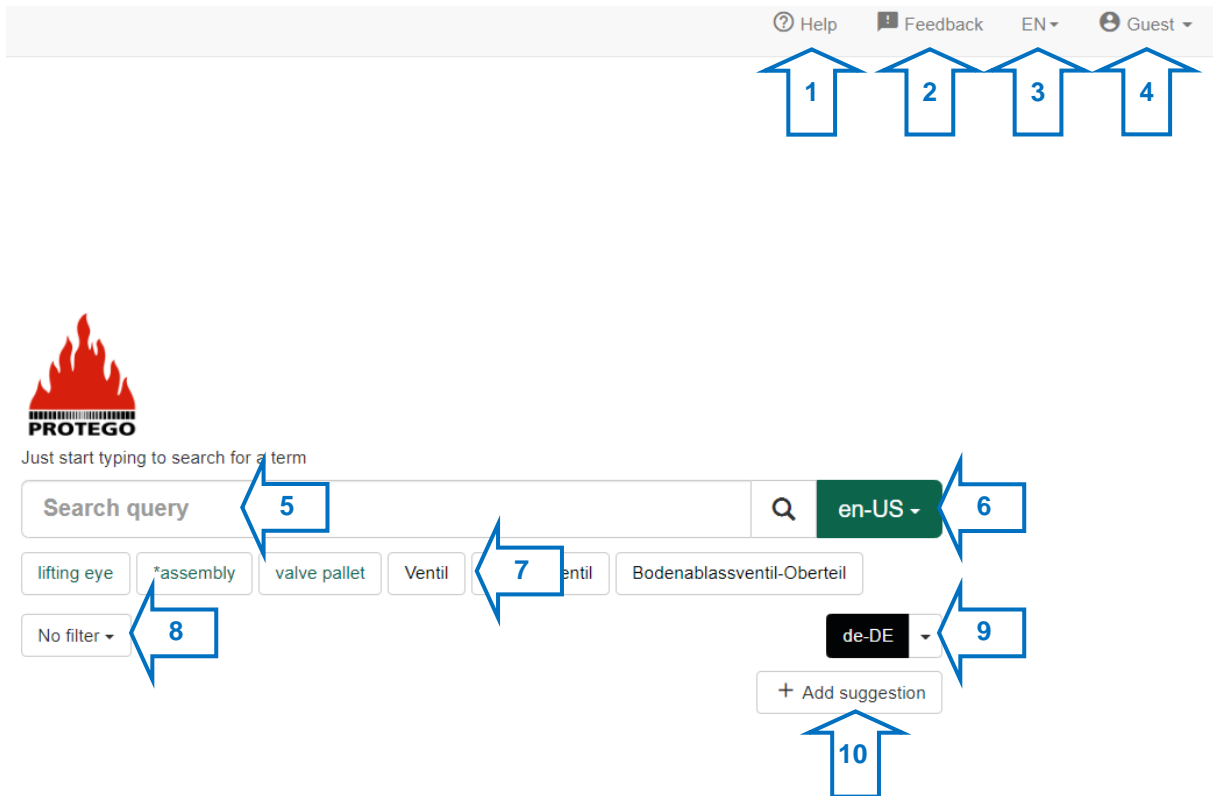 Help Feedback EN Guest
1 2 3 4
PROTEGO
Just start typing to search for a term
Search query 5 en-US 6
lifting eye *assembly valve pallet Ventil 7 entil Bodenablassventil-Oberteil
No filter 8 de-DE 9
+ Add suggestion
10